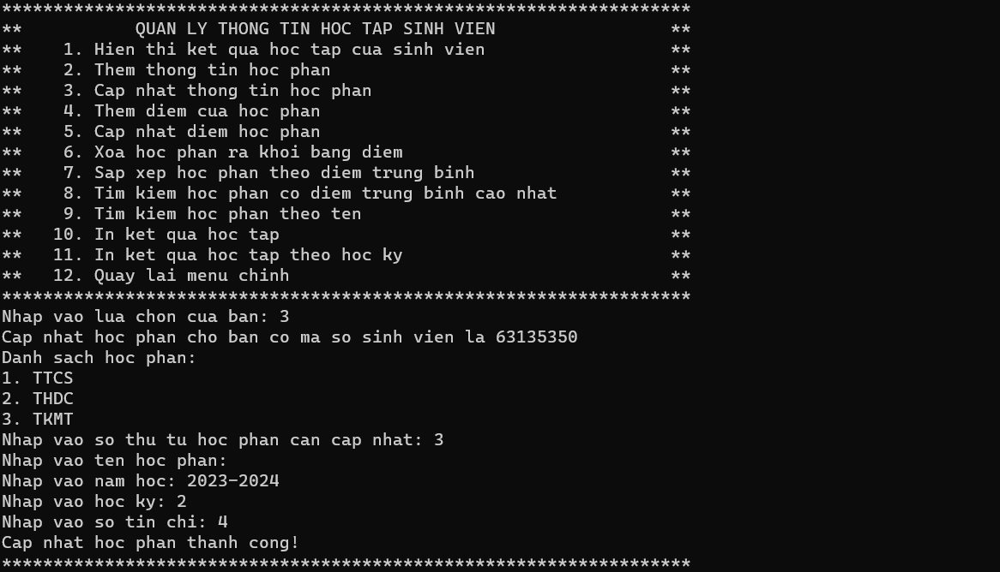 *******************************************************************
**           QUAN LY THONG TIN HOC TAP SINH VIEN                 **
**    1. Hien thi ket qua hoc tap cua sinh vien                  **
**    2. Them thong tin hoc phan                                 **
**    3. Cap nhat thong tin hoc phan                             **
**    4. Them diem cua hoc phan                                  **
**    5. Cap nhat diem hoc phan                                  **
**    6. Xoa hoc phan ra khoi bang diem                          **
**    7. Sap xep hoc phan theo diem trung binh                   **
**    8. Tim kiem hoc phan co diem trung binh cao nhat           **
**    9. Tim kiem hoc phan theo ten                              **
**   10. In ket qua hoc tap                                      **
**   11. In ket qua hoc tap theo hoc ky                          **
**   12. Quay lai menu chinh                                     **
*******************************************************************
Nhap vao lua chon cua ban: 3
Cap nhat hoc phan cho ban co ma so sinh vien la 63135350
Danh sach hoc phan:
1. TTCS
2. THDC
3. TKMT
Nhap vao so thu tu hoc phan can cap nhat: 3
Nhap vao ten hoc phan:
Nhap vao nam hoc: 2023-2024
Nhap vao hoc ky: 2
Nhap vao so tin chi: 4
Cap nhat hoc phan thanh cong!
*******************************************************************